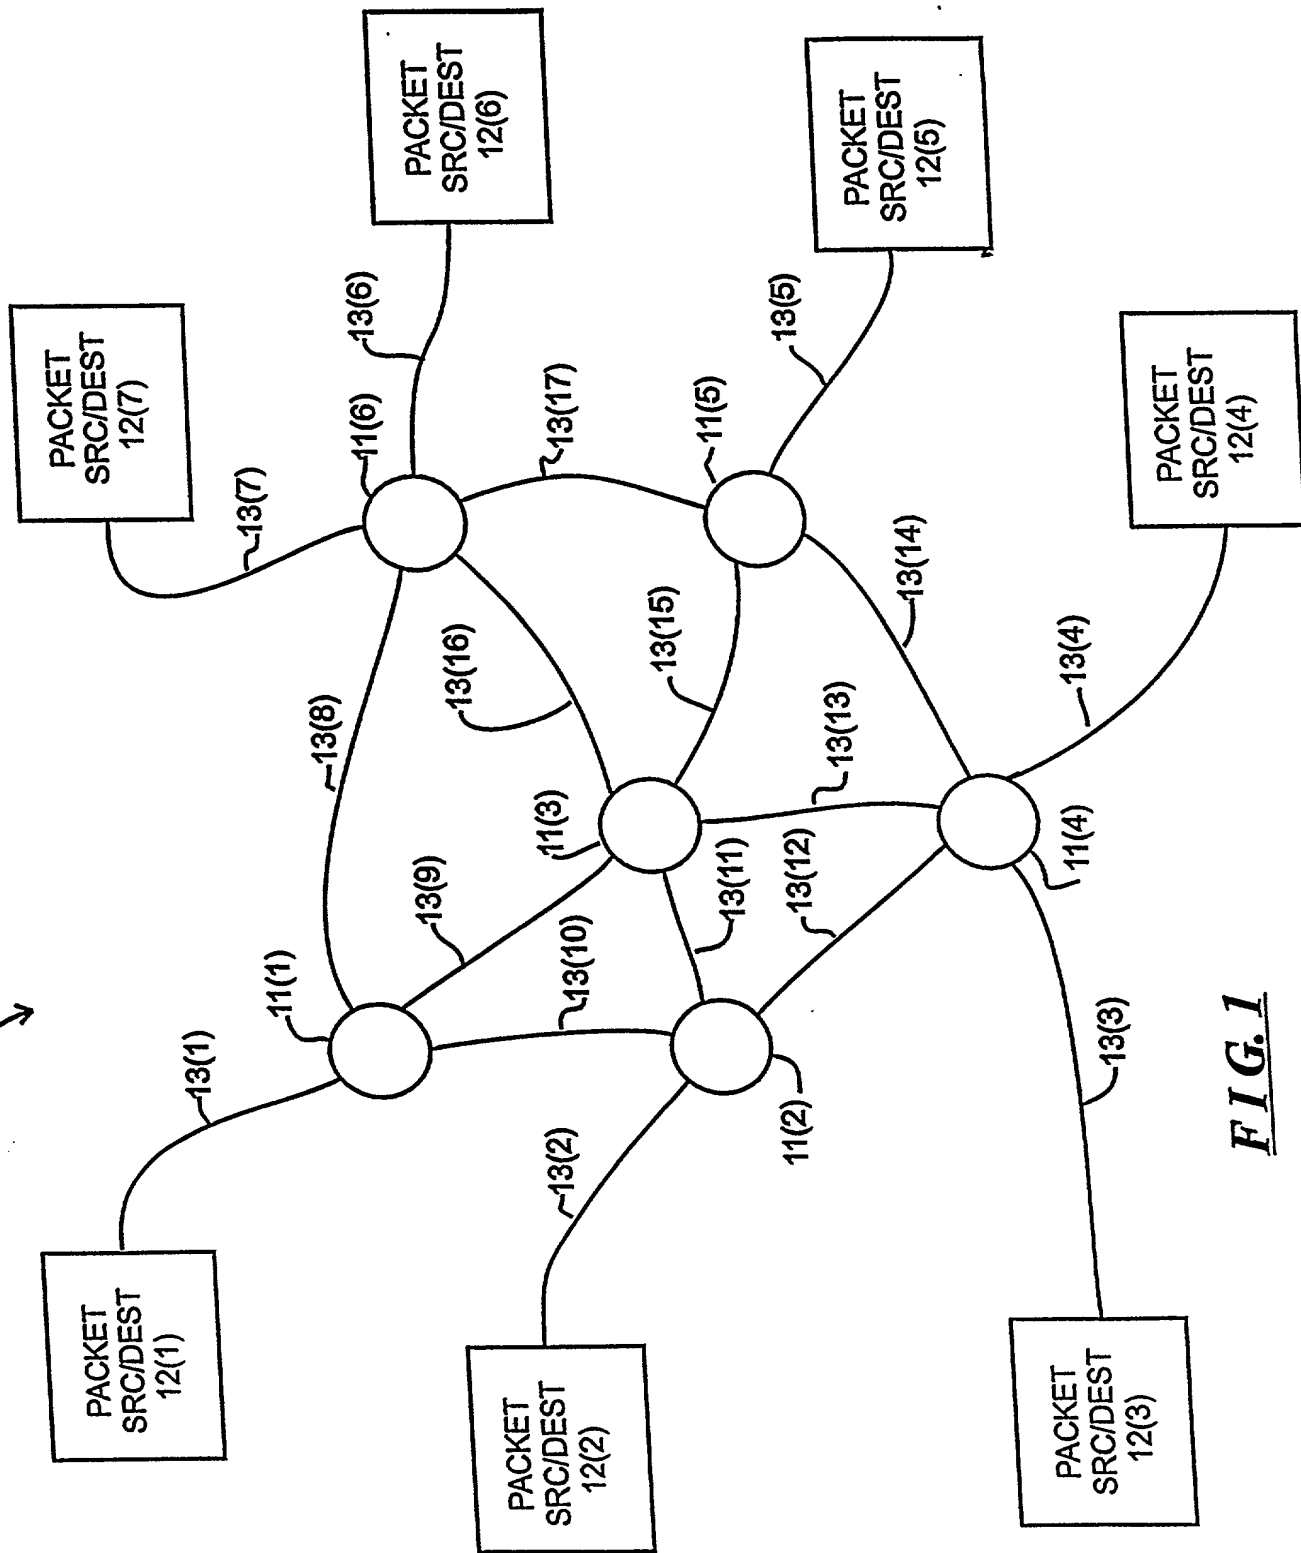 PACKET
SRC/DEST
12(1)
13(1)
11(1)
13(8)
13(7)
PACKET
SRC/DEST
12(7)
11(6)
13(6)
PACKET
SRC/DEST
12(6)
13(9)
13(16)
13(10)
13(17)
PACKET
SRC/DEST
12(2)
13(2)
11(2)
13(11)
11(3)
13(15)
11(5)
13(5)
PACKET
SRC/DEST
12(5)
13(12)
13(13)
13(14)
PACKET
SRC/DEST
12(3)
13(3)
11(4)
13(4)
PACKET
SRC/DEST
12(4)
FIG. 1